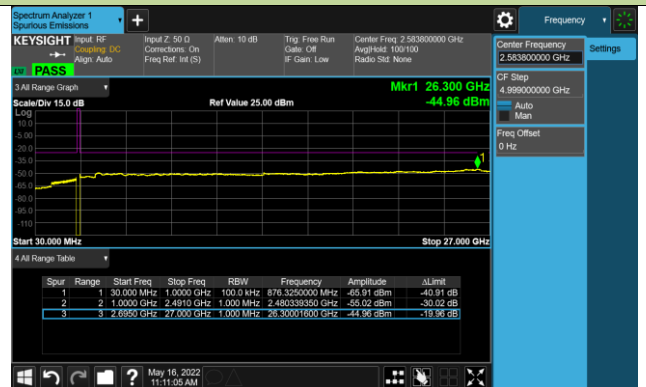 Spectrum Analyzer 1
Spurious Emissions
Frequency
KEYSIGHT
Input: RF
Coupling: DC
Align: Auto
Input Z: 50 Ω
Corrections: On
Freq Ref: Int (S)
Atten: 10 dB
Trig: Free Run
Gate: Off
IF Gain: Low
Center Freq: 2.583800000 GHz
Avg|Hold: 100/100
Radio Std: None
PASS
Center Frequency
2.583800000 GHz
Settings
CF Step
4.999000000 GHz
Auto
Man
Freq Offset
0 Hz
3 All Range Graph
Mkr1 26.300 GHz
Scale/Div 15.0 dB
Ref Value 25.00 dBm
-44.96 dBm
Log
10.0
-5.00
-20.0
-35.0
-50.0
-65.0
-80.0
-95.0
-110
1
Start 30.000 MHz
Stop 27.000 GHz
4 All Range Table
Spur Range Start Freq Stop Freq RBW Frequency Amplitude ΔLimit
1 1 30.000 MHz 1.0000 GHz 100.0 kHz 876.3250000 MHz -65.91 dBm -40.91 dB
2 2 1.0000 GHz 2.4910 GHz 1.000 MHz 2.480339350 GHz -55.02 dBm -30.02 dB
3 3 2.6950 GHz 27.000 GHz 1.000 MHz 26.30001600 GHz -44.96 dBm -19.96 dB
?
May 16, 2022
11:11:05 AM